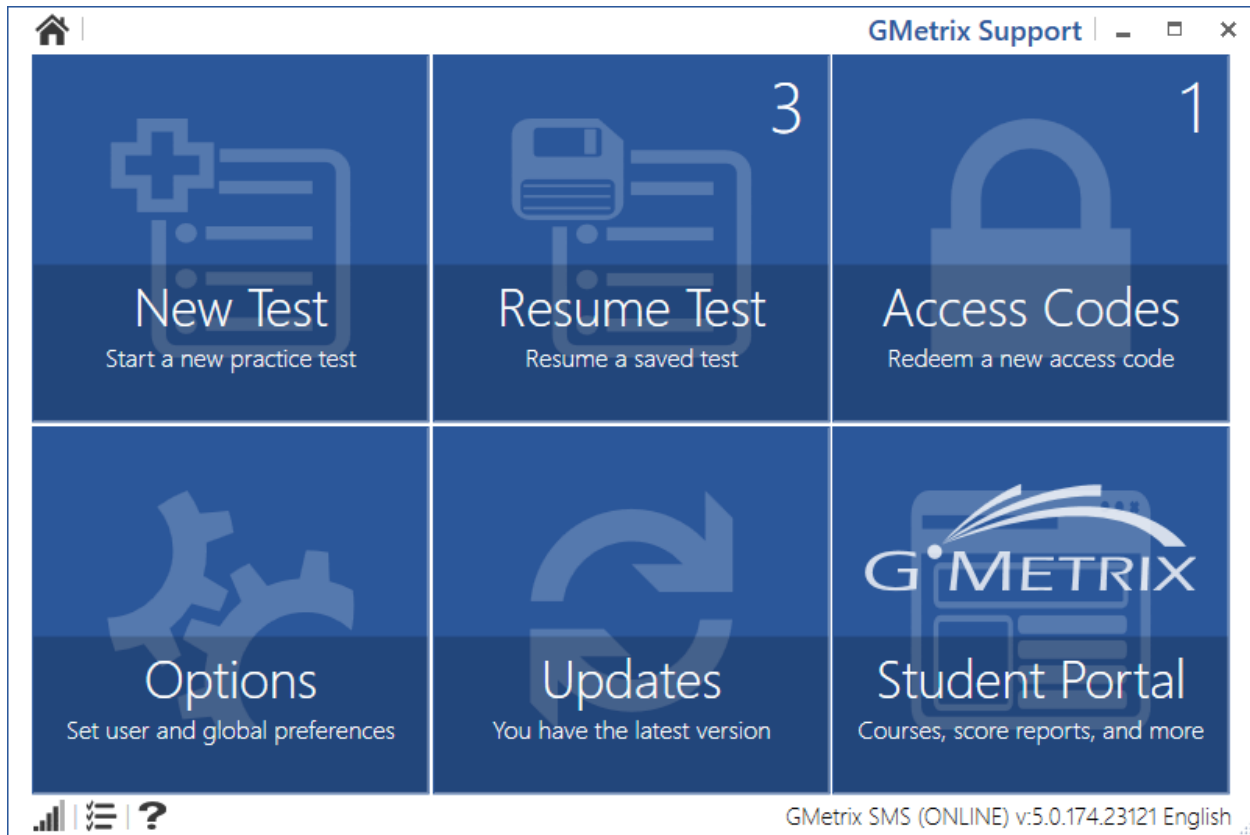 GMetrix Support
3
1
New Test
Start a new practice test
Resume Test
Resume a saved test
Access Codes
Redeem a new access code
Options
Set user and global preferences
Updates
You have the latest version
G METRIX
Student Portal
Courses, score reports, and more
?
GMetrix SMS (ONLINE) v:5.0.174.23121 English